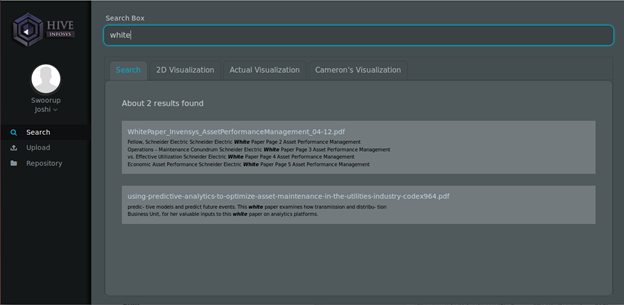 HIVE
INFOSYS
Swoorup
Joshi
Search
Upload
Repository
Search Box
white
Search 2D Visualization Actual Visualization Cameron's Visualization
About 2 results found
WhitePaper_Invensys_AssetPerformanceManagement_04-12.pdf
Fellow, Schneider Electric Schneider Electric White Paper Page 2 Asset Performance Management
Operations - Maintenance Conundrum Schneider Electric White Paper Page 3 Asset Performance Management
vs. Effective Utilization Schneider Electric White Paper Page 4 Asset Performance Management
Economic Asset Performance Schneider Electric White Paper Page 5 Asset Performance Management
using-predictive-analytics-to-optimize-asset-maintenance-in-the-utilities-industry-codex964.pdf
predic- tive models and predict future events. This white paper examines how transmission and distribu- tion
Business Unit, for her valuable inputs to this white paper on analytics platforms.